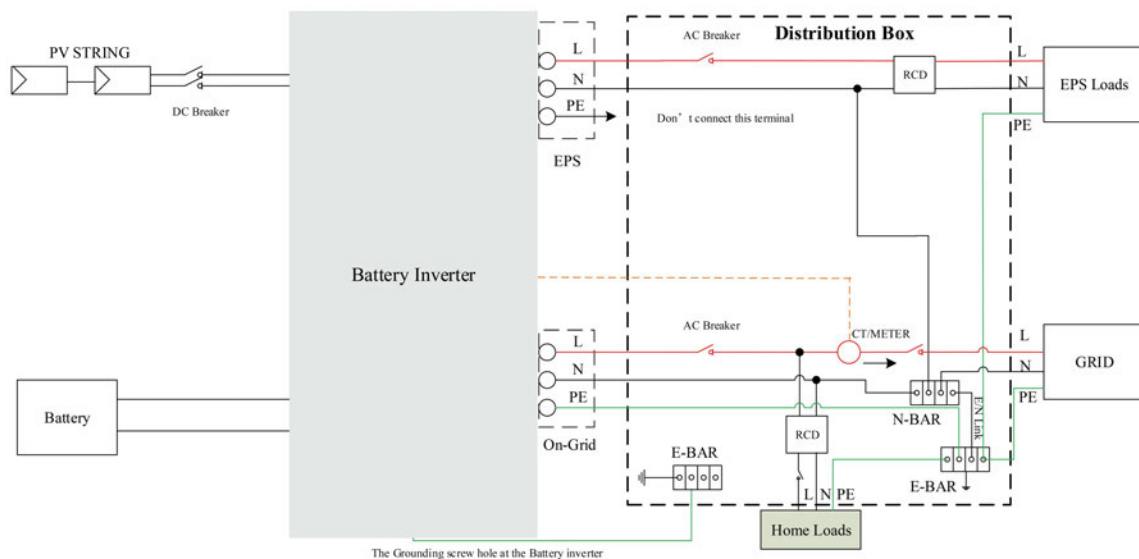 Distribution Box
PV STRING
DC Breaker
L
N
PE
EPS
AC Breaker
RCD
Don’t connect this terminal
L
N
PE
EPS Loads
Battery Inverter
AC Breaker
CT/METER
L
N
PE
On-Grid
L
N
PE
GRID
Battery
N-BAR
E/N Link
RCD
E-BAR
E-BAR
L N PE
Home Loads
The Grounding screw hole at the Battery inverter